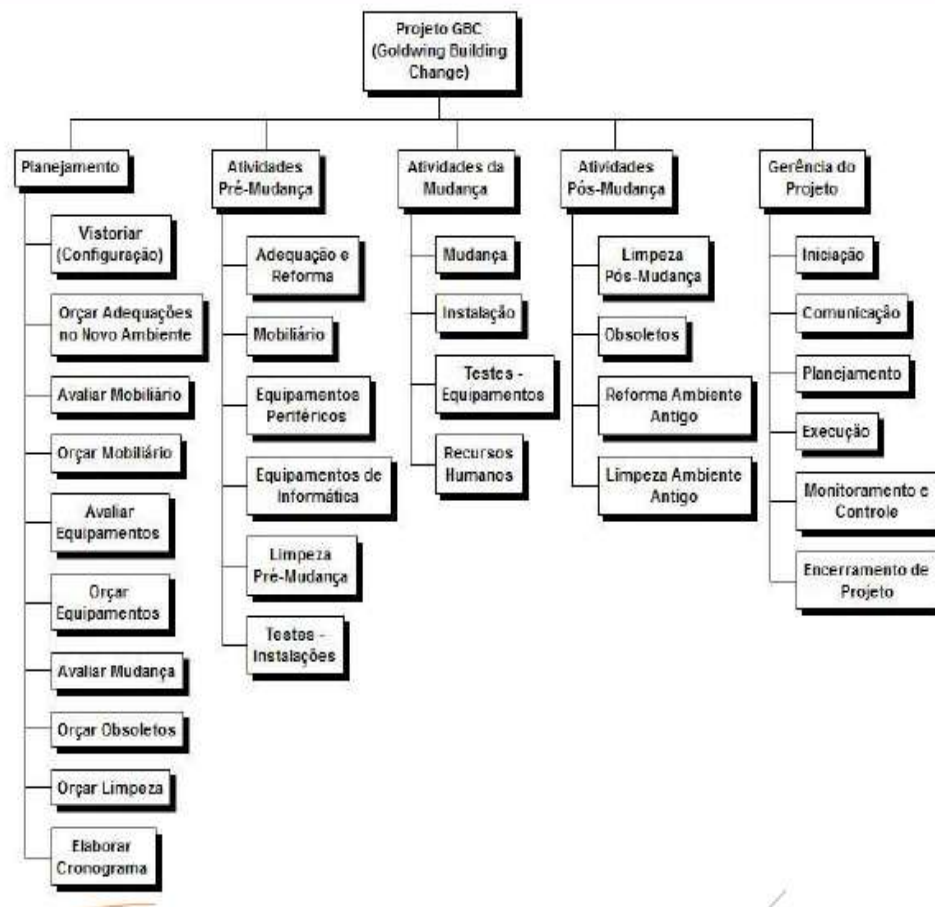 Projeto GBC
(Goldwing Building
Change)
Planejamento
Vistoriar
(Configuração)
Orçar Adequações
no Novo Ambiente
Avaliar Mobiliário
Orçar Mobiliário
Avaliar
Equipamentos
Orçar
Equipamentos
Avaliar Mudança
Orçar Obsoletos
Orçar Limpeza
Elaborar
Cronograma
Atividades
Pré-Mudança
Adequação e
Reforma
Mobiliário
Equipamentos
Periféricos
Equipamentos de
Informática
Limpeza
Pré-Mudança
Testes -
Instalações
Atividades da
Mudança
Mudança
Instalação
Testes -
Equipamentos
Recursos
Humanos
Atividades
Pós-Mudança
Limpeza
Pós-Mudança
Obsoletos
Reforma Ambiente
Antigo
Limpeza Ambiente
Antigo
Gerência do
Projeto
Iniciação
Comunicação
Planejamento
Execução
Monitoramento e
Controle
Encerramento de
Projeto